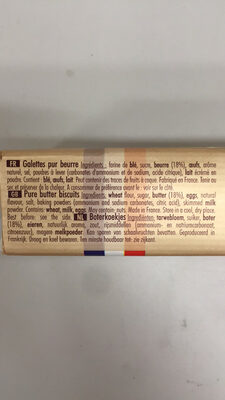 FR Galettes pur beurre Ingrédients : farine de blé, sucre, beurre (18%), œufs, arôme
naturel, sel, poudres à lever (carbonates d'ammonium et de sodium, acide citrique), lait écrémé en
poudre. Contient : blé, œufs, lait. Peut contenir des traces de fruits à coque. Fabriqué en France. Tenir au
sec et préserver de la chaleur. A consommer de préférence avant le : voir sur le côté.
GB Pure butter biscuits Ingredients: wheat flour, sugar, butter (18%), eggs, natural
flavour, salt, baking powders (ammonium and sodium carbonates, citric acid), skimmed milk
powder. Contains: wheat, milk, eggs. May contain: nuts. Made in France. Store in a cool, dry place.
Best before: see the side. NL Boterkoekjes Ingrediënten: tarwebloem, suiker, boter
(18%), eieren, natuurlijk aroma, zout, rijsmiddelen (ammonium- en natriumcarbonaat,
citroenzuur), magere melkpoeder. Kan sporen van schaalvruchten bevatten. Geproduceerd in
Frankrijk. Droog en koel bewaren. Ten minste houdbaar tot: zie zijkant.